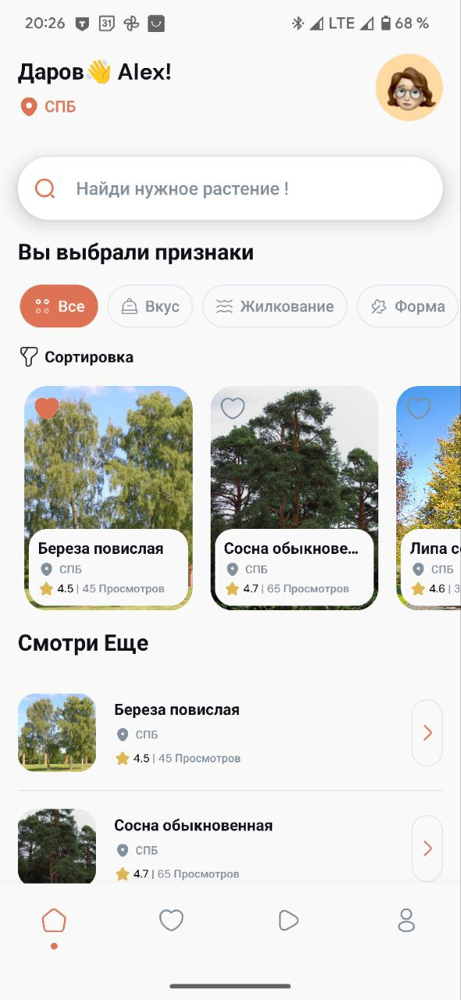 20:26 31 LTE 68 %
Даров👋 Alex!
СПБ
Найди нужное растение !
Вы выбрали признаки
Все Вкус Жилкование Форма
Сортировка
Береза повислая
СПБ
4.5 | 45 Просмотров
Сосна обыкнове...
СПБ
4.7 | 65 Просмотров
Липа
СПБ
4.6 | 3
Смотри Еще
Береза повислая
СПБ
4.5 | 45 Просмотров
Сосна обыкновенная
СПБ
4.7 | 65 Просмотров